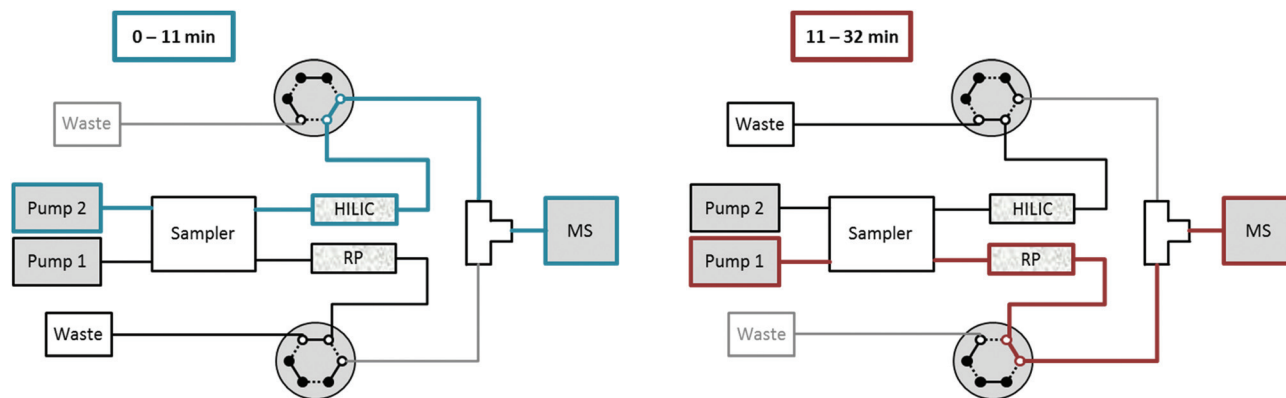 0 – 11 min
Waste
Pump 2
Sampler
HILIC
MS
Pump 1
RP
Waste
11 – 32 min
Waste
Pump 2
Sampler
HILIC
MS
Pump 1
RP
Waste